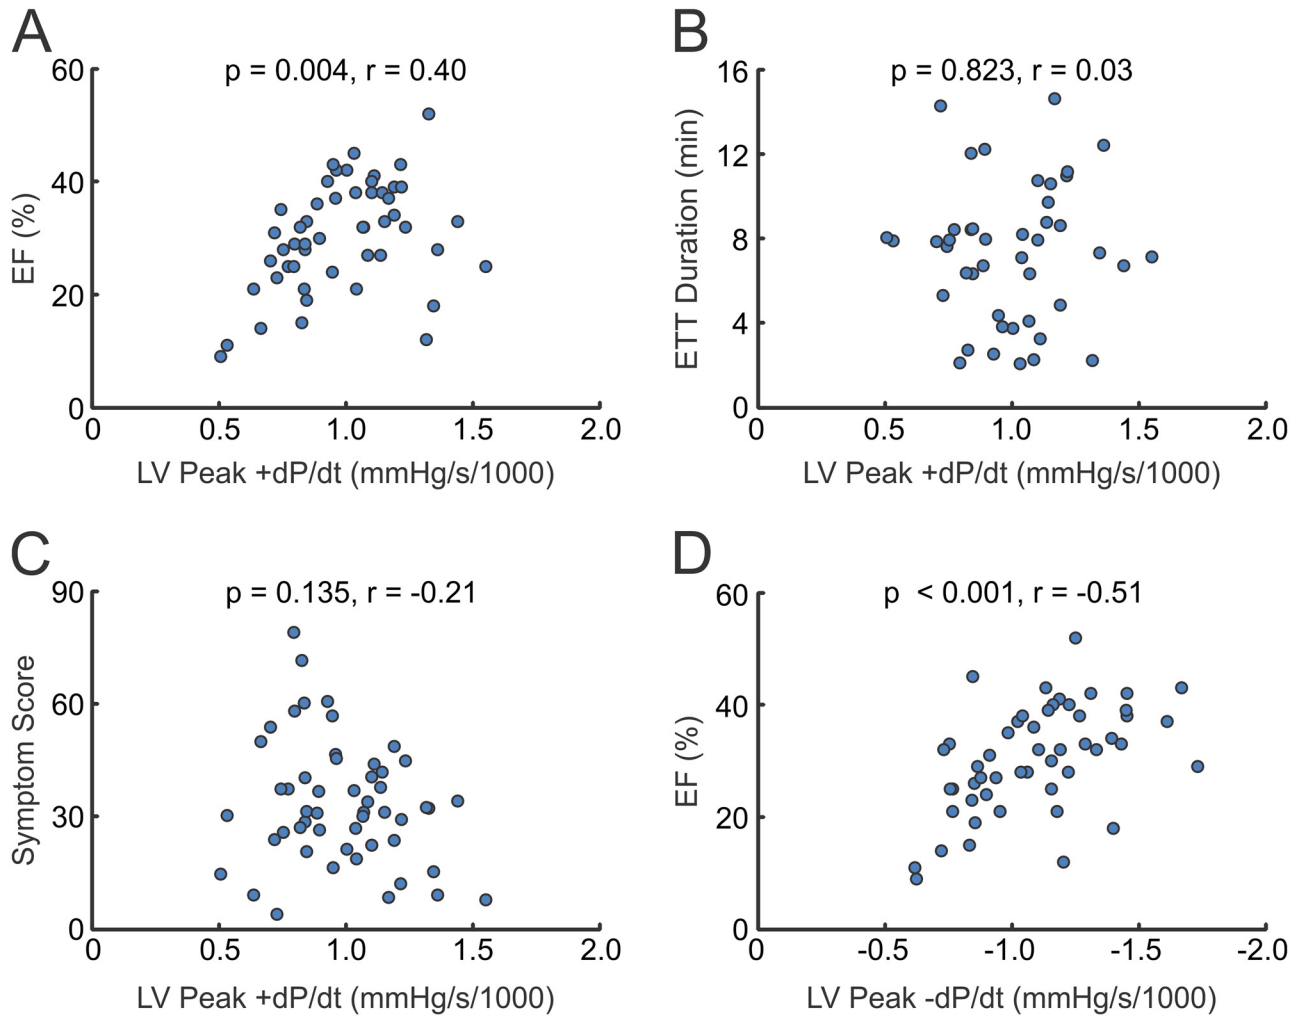 A
p = 0.004, r = 0.40
EF (%)
60
40
20
0
0 0.5 1.0 1.5 2.0
LV Peak +dP/dt (mmHg/s/1000)
B
p = 0.823, r = 0.03
ETT Duration (min)
16
12
8
4
0
0 0.5 1.0 1.5 2.0
LV Peak +dP/dt (mmHg/s/1000)
C
p = 0.135, r = -0.21
Symptom Score
90
60
30
0
0 0.5 1.0 1.5 2.0
LV Peak +dP/dt (mmHg/s/1000)
D
p < 0.001, r = -0.51
EF (%)
60
40
20
0
0 -0.5 -1.0 -1.5 -2.0
LV Peak -dP/dt (mmHg/s/1000)